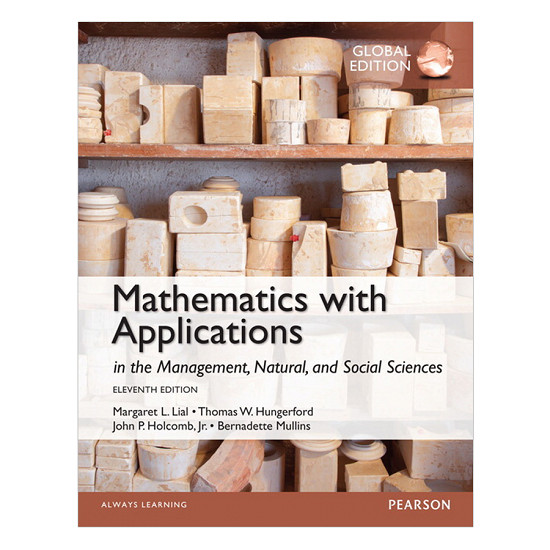 GLOBAL
EDITION
Mathematics with
Applications
in the Management, Natural, and Social Sciences
ELEVENTH EDITION
Margaret L. Lial • Thomas W. Hungerford
John P. Holcomb, Jr. • Bernadette Mullins
ALWAYS LEARNING
PEARSON